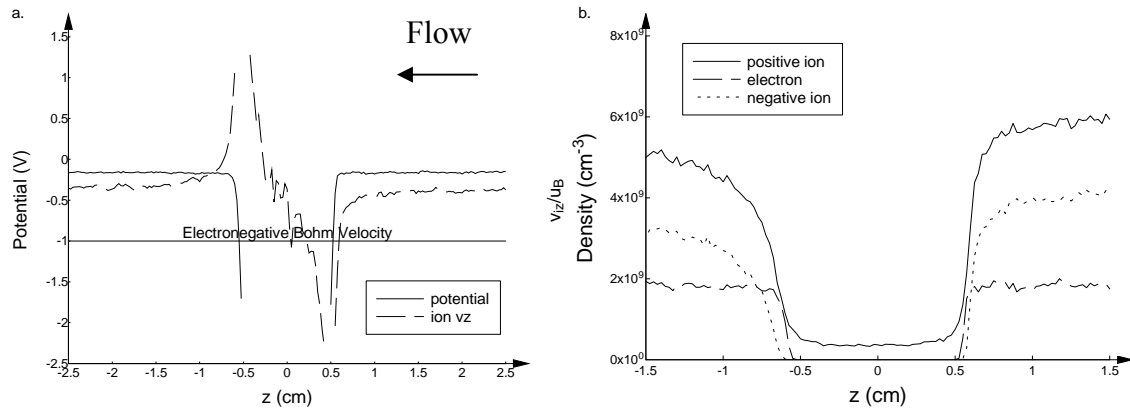 a.
Flow
1.5
1
0.5
0
-0.5
-1
-1.5
-2
-2.5
Potential (V)
Electronegative Bohm Velocity
potential
ion vz
-2.5 -2 -1.5 -1 -0.5 0 0.5 1 1.5 2 2.5
z (cm)
v_iz/u_B
b.
8x10⁹
6x10⁹
4x10⁹
2x10⁹
0x10⁰
Density (cm⁻³)
positive ion
electron
negative ion
-1.5 -1 -0.5 0 0.5 1 1.5
z (cm)